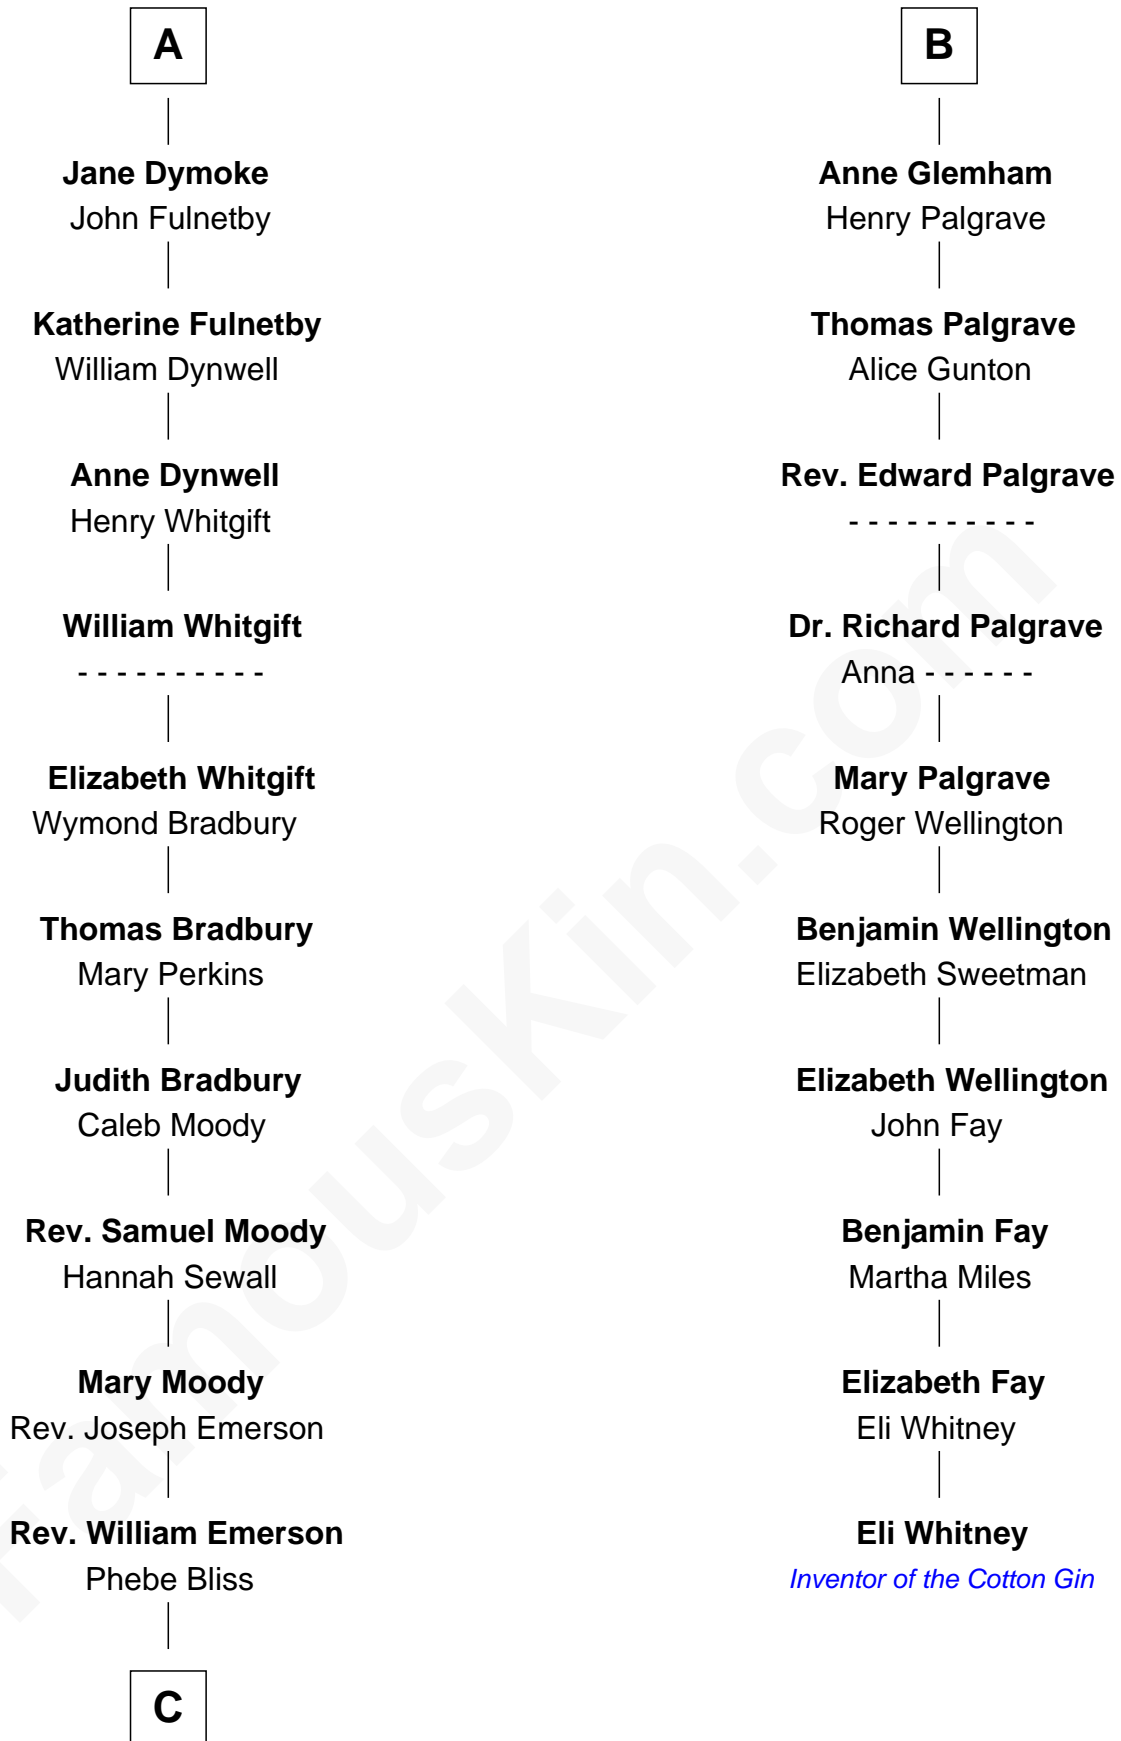 A
Jane Dymoke
John Fulnetby
Katherine Fulnetby
William Dynwell
Anne Dynwell
Henry Whitgift
William Whitgift
- - - - - - - - - -
Elizabeth Whitgift
Wymond Bradbury
Thomas Bradbury
Mary Perkins
Judith Bradbury
Caleb Moody
Rev. Samuel Moody
Hannah Sewall
Mary Moody
Rev. Joseph Emerson
Rev. William Emerson
Phebe Bliss
C
B
Anne Glemham
Henry Palgrave
Thomas Palgrave
Alice Gunton
Rev. Edward Palgrave
- - - - - - - - - -
Dr. Richard Palgrave
Anna - - - - - -
Mary Palgrave
Roger Wellington
Benjamin Wellington
Elizabeth Sweetman
Elizabeth Wellington
John Fay
Benjamin Fay
Martha Miles
Elizabeth Fay
Eli Whitney
Eli Whitney
Inventor of the Cotton Gin
FamousKin.com